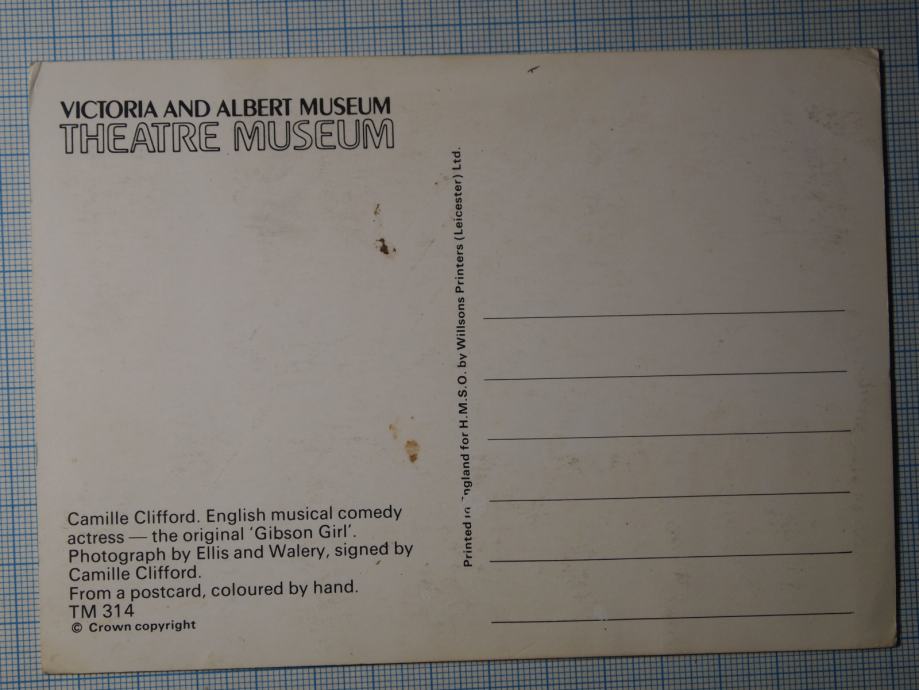 VICTORIA AND ALBERT MUSEUM
THEATRE MUSEUM
Camille Clifford. English musical comedy
actress — the original 'Gibson Girl'.
Photograph by Ellis and Walery, signed by
Camille Clifford.
From a postcard, coloured by hand.
TM 314
© Crown copyright
Printed in England for H.M.S.O. by Willsons Printers (Leicester) Ltd.